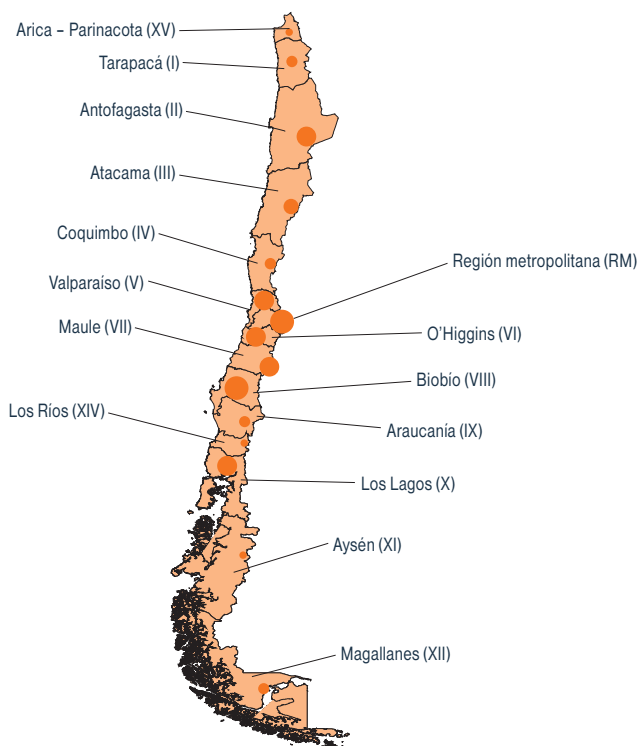 Arica – Parinacota (XV)
Tarapacá (I)
Antofagasta (II)
Atacama (III)
Coquimbo (IV)
Región metropolitana (RM)
Valparaíso (V)
Maule (VII)
O'Higgins (VI)
Biobío (VIII)
Los Ríos (XIV)
Araucanía (IX)
Los Lagos (X)
Aysén (XI)
Magallanes (XII)